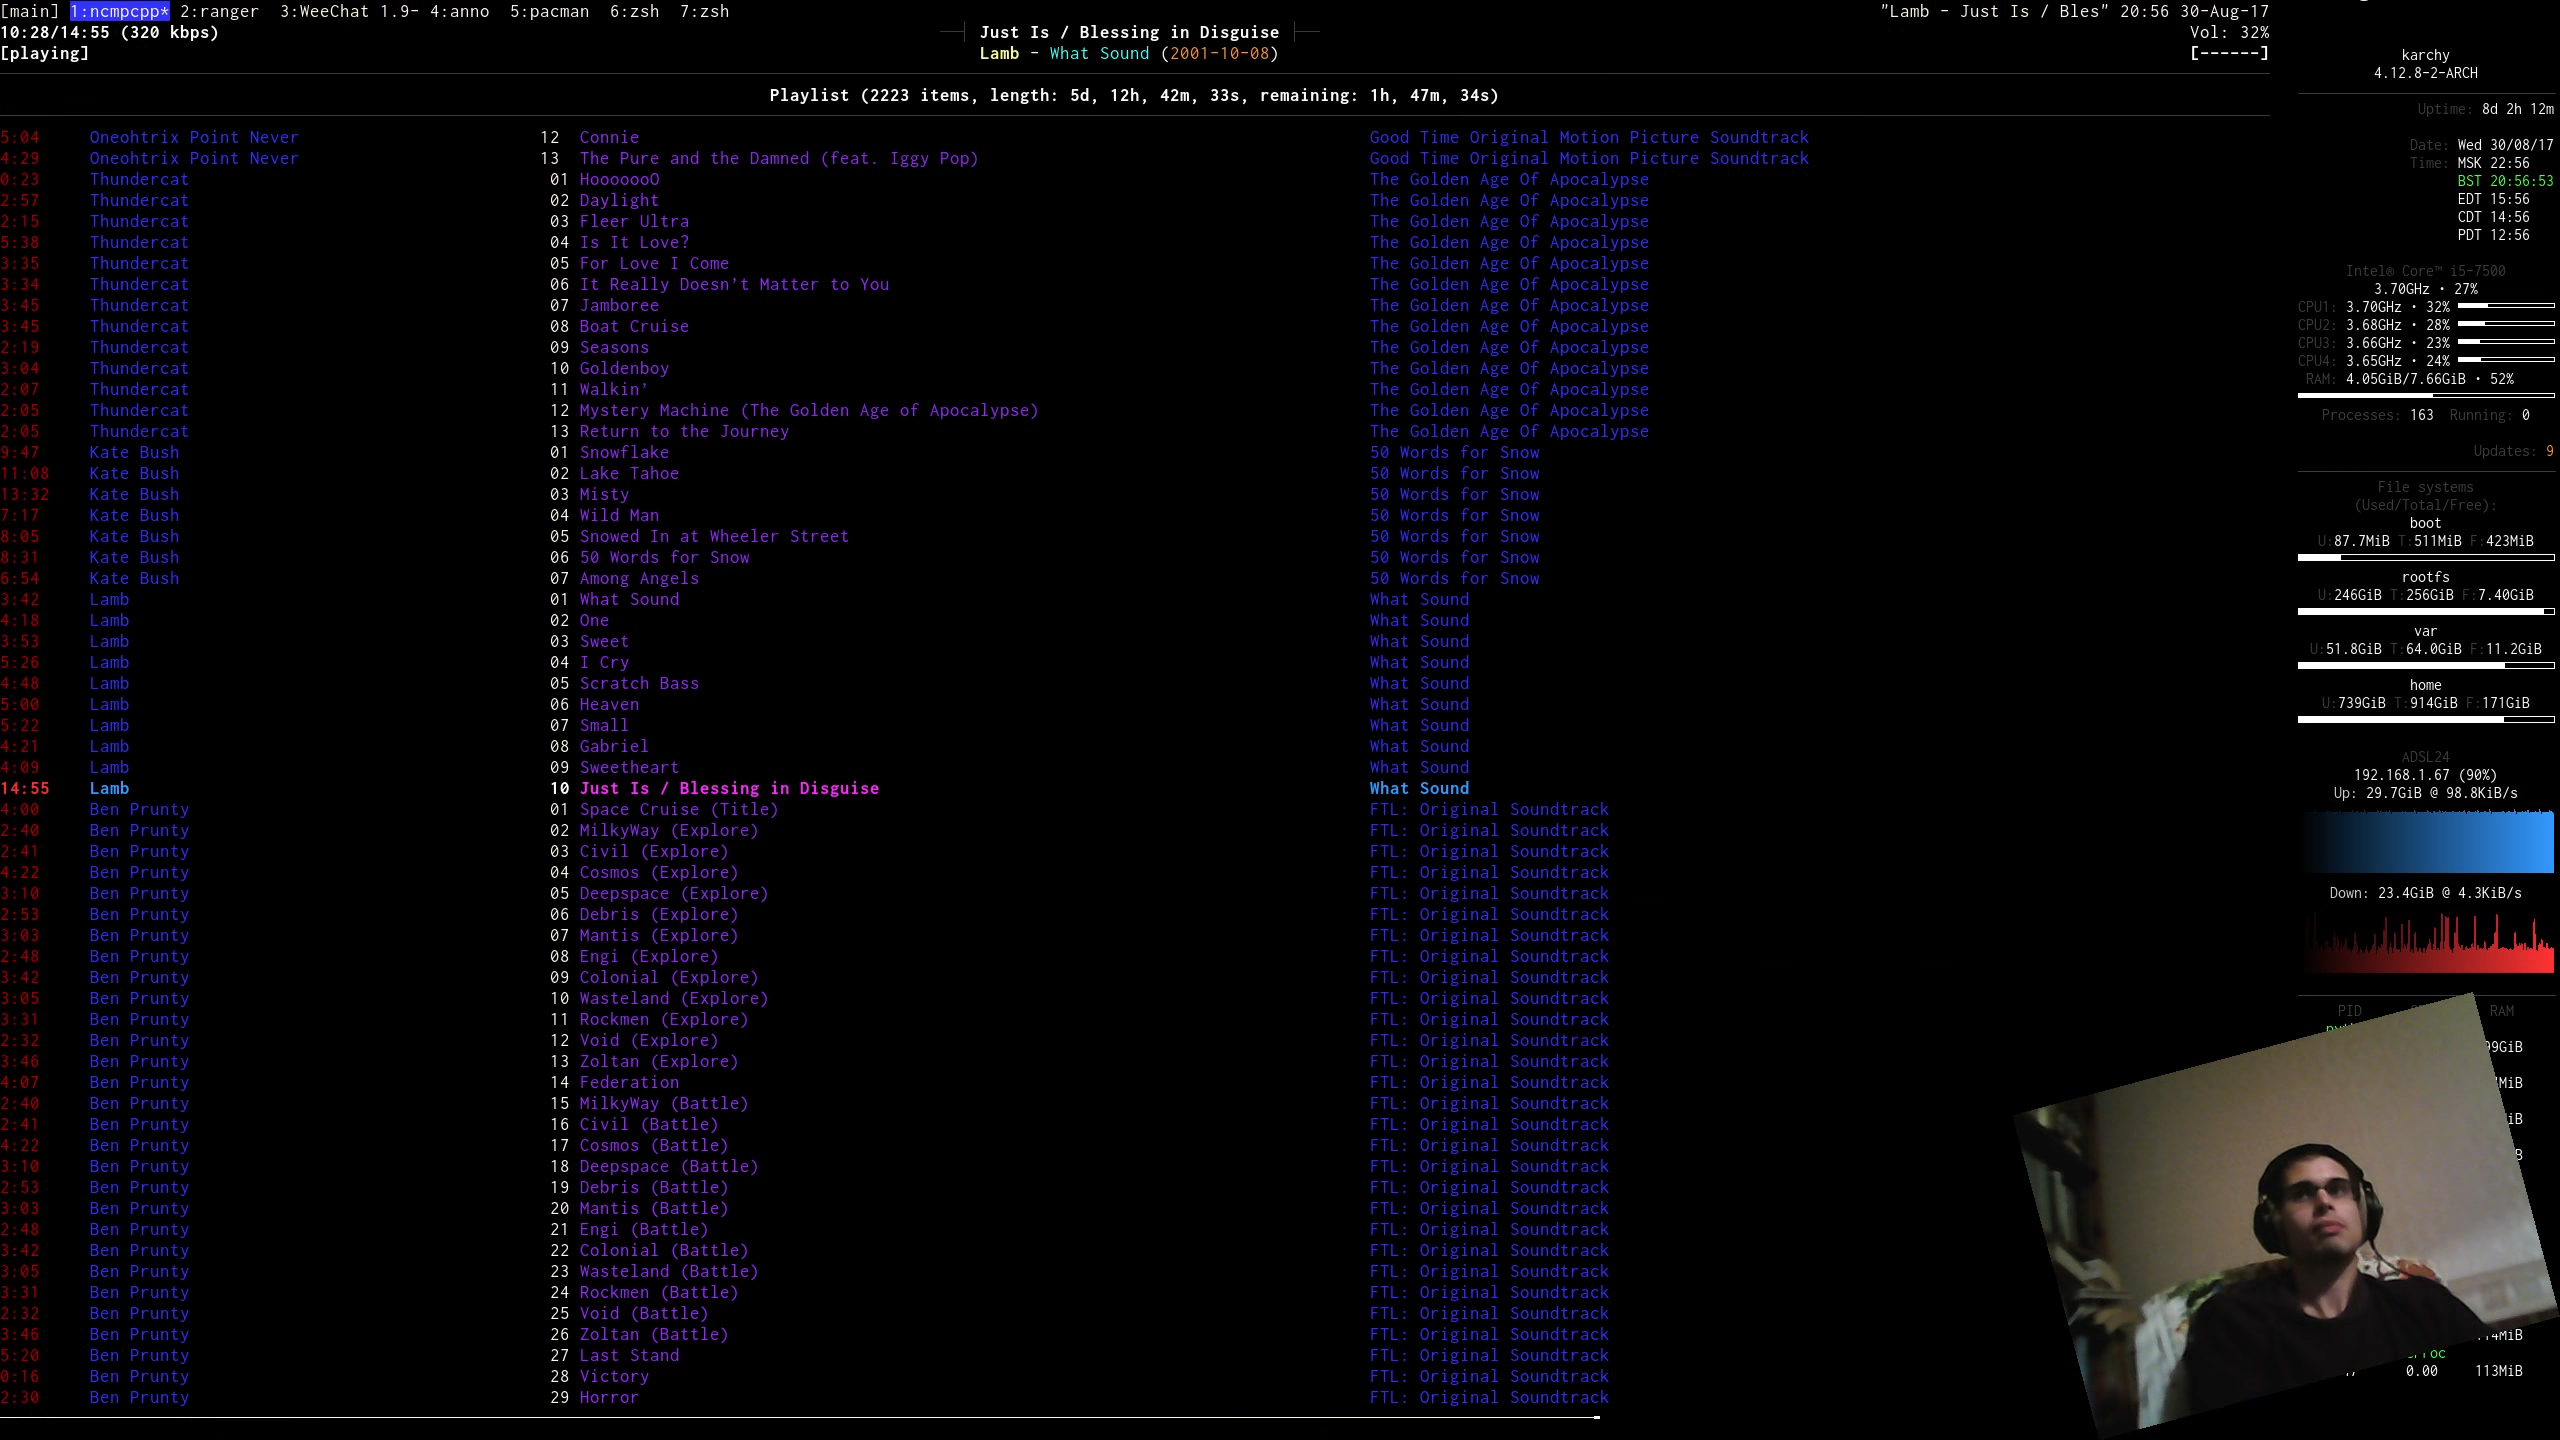 [main] 1:ncmpcpp* 2:ranger 3:WeeChat 1.9- 4:anno 5:pacman 6:zsh 7:zsh "Lamb - Just Is / Bles" 20:56 30-Aug-17
10:28/14:55 (320 kbps) Just Is / Blessing in Disguise Vol: 32%
[playing] Lamb - What Sound (2001-10-08) [------]
Playlist (2223 items, length: 5d, 12h, 42m, 33s, remaining: 1h, 47m, 34s)
5:04 Oneohtrix Point Never 12 Connie Good Time Original Motion Picture Soundtrack
4:29 Oneohtrix Point Never 13 The Pure and the Damned (feat. Iggy Pop) Good Time Original Motion Picture Soundtrack
0:23 Thundercat 01 HooooooO The Golden Age Of Apocalypse
2:57 Thundercat 02 Daylight The Golden Age Of Apocalypse
2:15 Thundercat 03 Fleer Ultra The Golden Age Of Apocalypse
5:38 Thundercat 04 Is It Love? The Golden Age Of Apocalypse
3:35 Thundercat 05 For Love I Come The Golden Age Of Apocalypse
3:34 Thundercat 06 It Really Doesn't Matter to You The Golden Age Of Apocalypse
3:45 Thundercat 07 Jamboree The Golden Age Of Apocalypse
3:45 Thundercat 08 Boat Cruise The Golden Age Of Apocalypse
2:19 Thundercat 09 Seasons The Golden Age Of Apocalypse
3:04 Thundercat 10 Goldenboy The Golden Age Of Apocalypse
2:07 Thundercat 11 Walkin' The Golden Age Of Apocalypse
2:05 Thundercat 12 Mystery Machine (The Golden Age of Apocalypse) The Golden Age Of Apocalypse
2:05 Thundercat 13 Return to the Journey The Golden Age Of Apocalypse
9:47 Kate Bush 01 Snowflake 50 Words for Snow
11:08 Kate Bush 02 Lake Tahoe 50 Words for Snow
13:32 Kate Bush 03 Misty 50 Words for Snow
7:17 Kate Bush 04 Wild Man 50 Words for Snow
8:05 Kate Bush 05 Snowed In at Wheeler Street 50 Words for Snow
8:31 Kate Bush 06 50 Words for Snow 50 Words for Snow
6:54 Kate Bush 07 Among Angels 50 Words for Snow
3:42 Lamb 01 What Sound What Sound
4:18 Lamb 02 One What Sound
3:53 Lamb 03 Sweet What Sound
5:26 Lamb 04 I Cry What Sound
4:48 Lamb 05 Scratch Bass What Sound
5:00 Lamb 06 Heaven What Sound
5:22 Lamb 07 Small What Sound
4:21 Lamb 08 Gabriel What Sound
4:09 Lamb 09 Sweetheart What Sound
14:55 Lamb 10 Just Is / Blessing in Disguise What Sound
4:00 Ben Prunty 01 Space Cruise (Title) FTL: Original Soundtrack
2:40 Ben Prunty 02 MilkyWay (Explore) FTL: Original Soundtrack
2:41 Ben Prunty 03 Civil (Explore) FTL: Original Soundtrack
4:22 Ben Prunty 04 Cosmos (Explore) FTL: Original Soundtrack
3:10 Ben Prunty 05 Deepspace (Explore) FTL: Original Soundtrack
2:53 Ben Prunty 06 Debris (Explore) FTL: Original Soundtrack
3:03 Ben Prunty 07 Mantis (Explore) FTL: Original Soundtrack
2:48 Ben Prunty 08 Engi (Explore) FTL: Original Soundtrack
3:42 Ben Prunty 09 Colonial (Explore) FTL: Original Soundtrack
3:05 Ben Prunty 10 Wasteland (Explore) FTL: Original Soundtrack
3:31 Ben Prunty 11 Rockmen (Explore) FTL: Original Soundtrack
2:32 Ben Prunty 12 Void (Explore) FTL: Original Soundtrack
3:46 Ben Prunty 13 Zoltan (Explore) FTL: Original Soundtrack
4:07 Ben Prunty 14 Federation FTL: Original Soundtrack
2:40 Ben Prunty 15 MilkyWay (Battle) FTL: Original Soundtrack
2:41 Ben Prunty 16 Civil (Battle) FTL: Original Soundtrack
4:22 Ben Prunty 17 Cosmos (Battle) FTL: Original Soundtrack
3:10 Ben Prunty 18 Deepspace (Battle) FTL: Original Soundtrack
2:53 Ben Prunty 19 Debris (Battle) FTL: Original Soundtrack
3:03 Ben Prunty 20 Mantis (Battle) FTL: Original Soundtrack
2:48 Ben Prunty 21 Engi (Battle) FTL: Original Soundtrack
3:42 Ben Prunty 22 Colonial (Battle) FTL: Original Soundtrack
3:05 Ben Prunty 23 Wasteland (Battle) FTL: Original Soundtrack
3:31 Ben Prunty 24 Rockmen (Battle) FTL: Original Soundtrack
2:32 Ben Prunty 25 Void (Battle) FTL: Original Soundtrack
3:46 Ben Prunty 26 Zoltan (Battle) FTL: Original Soundtrack
5:20 Ben Prunty 27 Last Stand FTL: Original Soundtrack
0:16 Ben Prunty 28 Victory FTL: Original Soundtrack
2:30 Ben Prunty 29 Horror FTL: Original Soundtrack
karchy
4.12.8-2-ARCH
Uptime: 8d 2h 12m
Date: Wed 30/08/17
Time: MSK 22:56
BST 20:56:53
EDT 15:56
CDT 14:56
PDT 12:56
Intel® Core™ i5-7500
3.70GHz • 27%
CPU1: 3.70GHz • 32%
CPU2: 3.68GHz • 28%
CPU3: 3.66GHz • 23%
CPU4: 3.65GHz • 24%
RAM: 4.05GiB/7.66GiB • 52%
Processes: 163 Running: 0
Updates: 9
File systems
(Used/Total/Free):
boot
U:87.7MiB T:511MiB F:423MiB
rootfs
U:246GiB T:256GiB F:7.40GiB
var
U:51.8GiB T:64.0GiB F:11.2GiB
home
U:739GiB T:914GiB F:171GiB
ADSL24
192.168.1.67 (90%)
Up: 29.7GiB @ 98.8KiB/s
Down: 23.4GiB @ 4.3KiB/s
PID RAM
0.00 113MiB